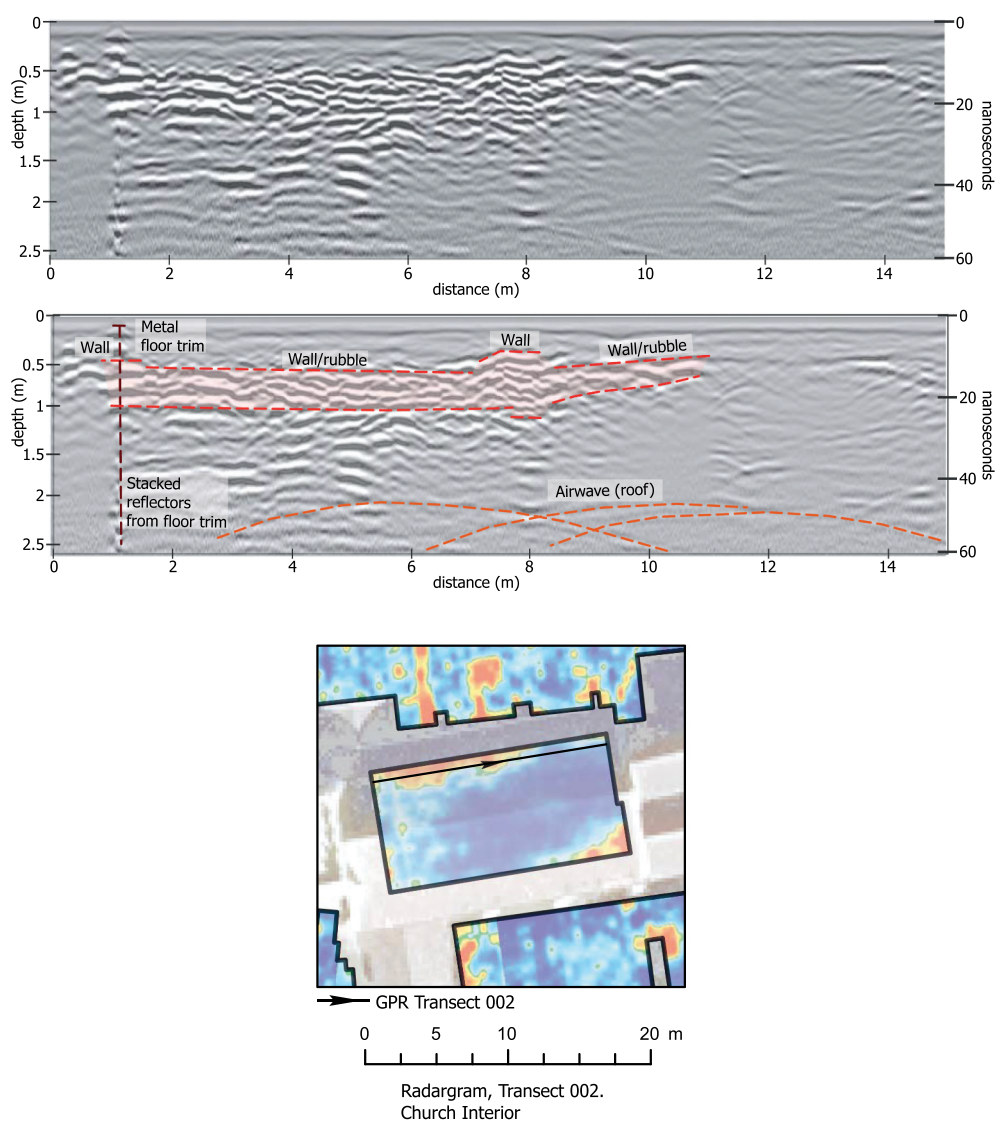 0
0.5
1
1.5
2
2.5
depth (m)
0
20
40
60
nanoseconds
0 2 4 6 8 10 12 14
distance (m)
0
0.5
1
1.5
2
2.5
depth (m)
Wall
Metal
floor trim
Wall/rubble
Wall
Wall/rubble
Stacked
reflectors
from floor trim
Airwave (roof)
0
20
40
60
nanoseconds
0 2 4 6 8 10 12 14
distance (m)
GPR Transect 002
0 5 10 20 m
Radargram, Transect 002.
Church Interior